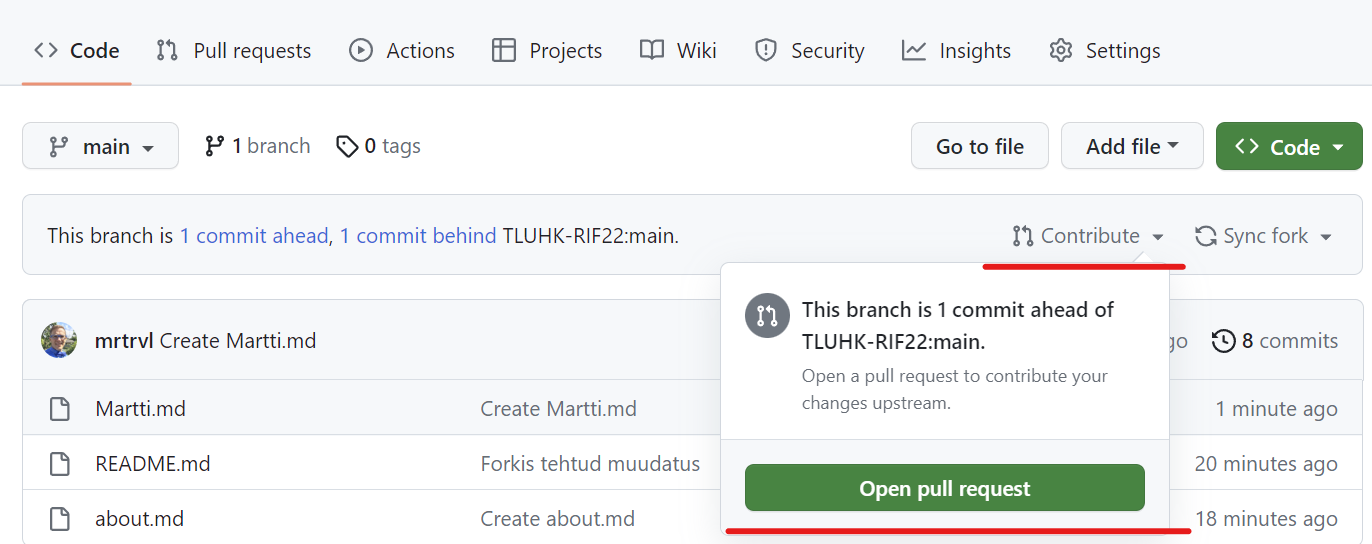 Code Pull requests Actions Projects Wiki Security Insights Settings
main 1 branch 0 tags Go to file Add file Code
This branch is 1 commit ahead, 1 commit behind TLUHK-RIF22:main. Contribute Sync fork
This branch is 1 commit ahead of
TLUHK-RIF22:main.
Open a pull request to contribute your
changes upstream.
Open pull request
mrtrvl Create Martti.md 8 commits
Martti.md Create Martti.md 1 minute ago
README.md Forkis tehtud muudatus 20 minutes ago
about.md Create about.md 18 minutes ago